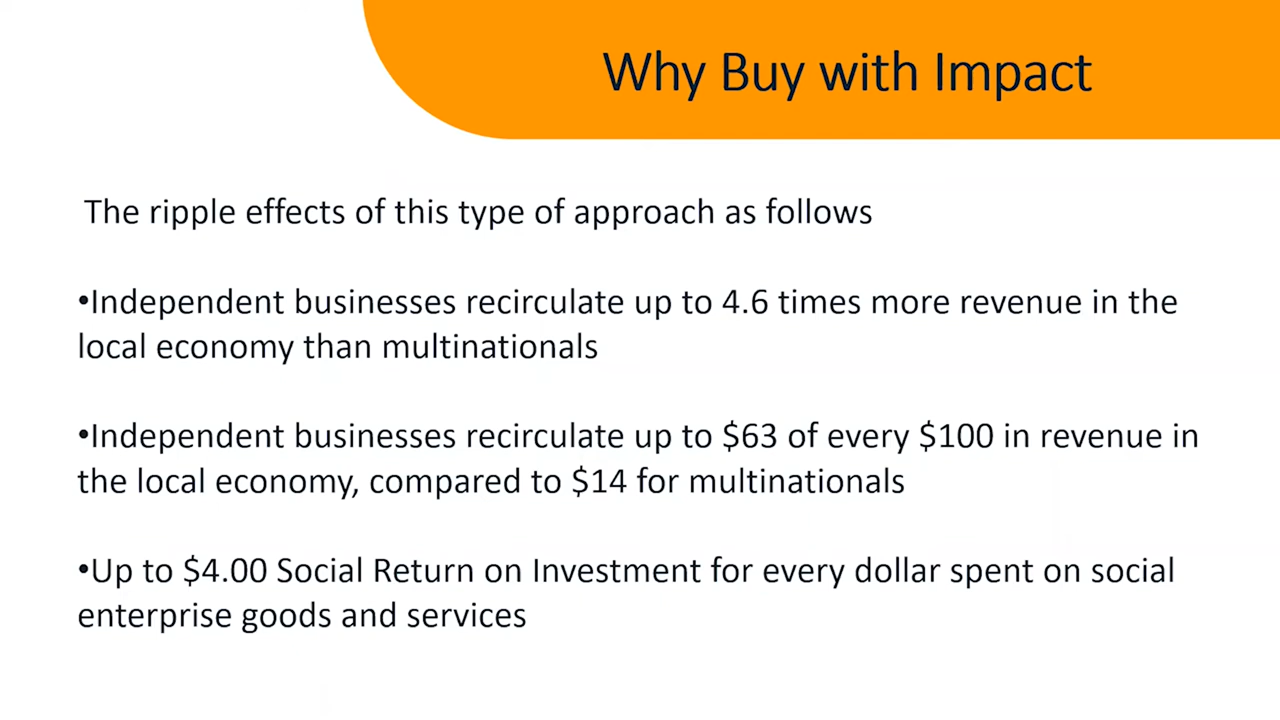 Why Buy with Impact
The ripple effects of this type of approach as follows
•Independent businesses recirculate up to 4.6 times more revenue in the
local economy than multinationals
•Independent businesses recirculate up to $63 of every $100 in revenue in
the local economy, compared to $14 for multinationals
•Up to $4.00 Social Return on Investment for every dollar spent on social
enterprise goods and services